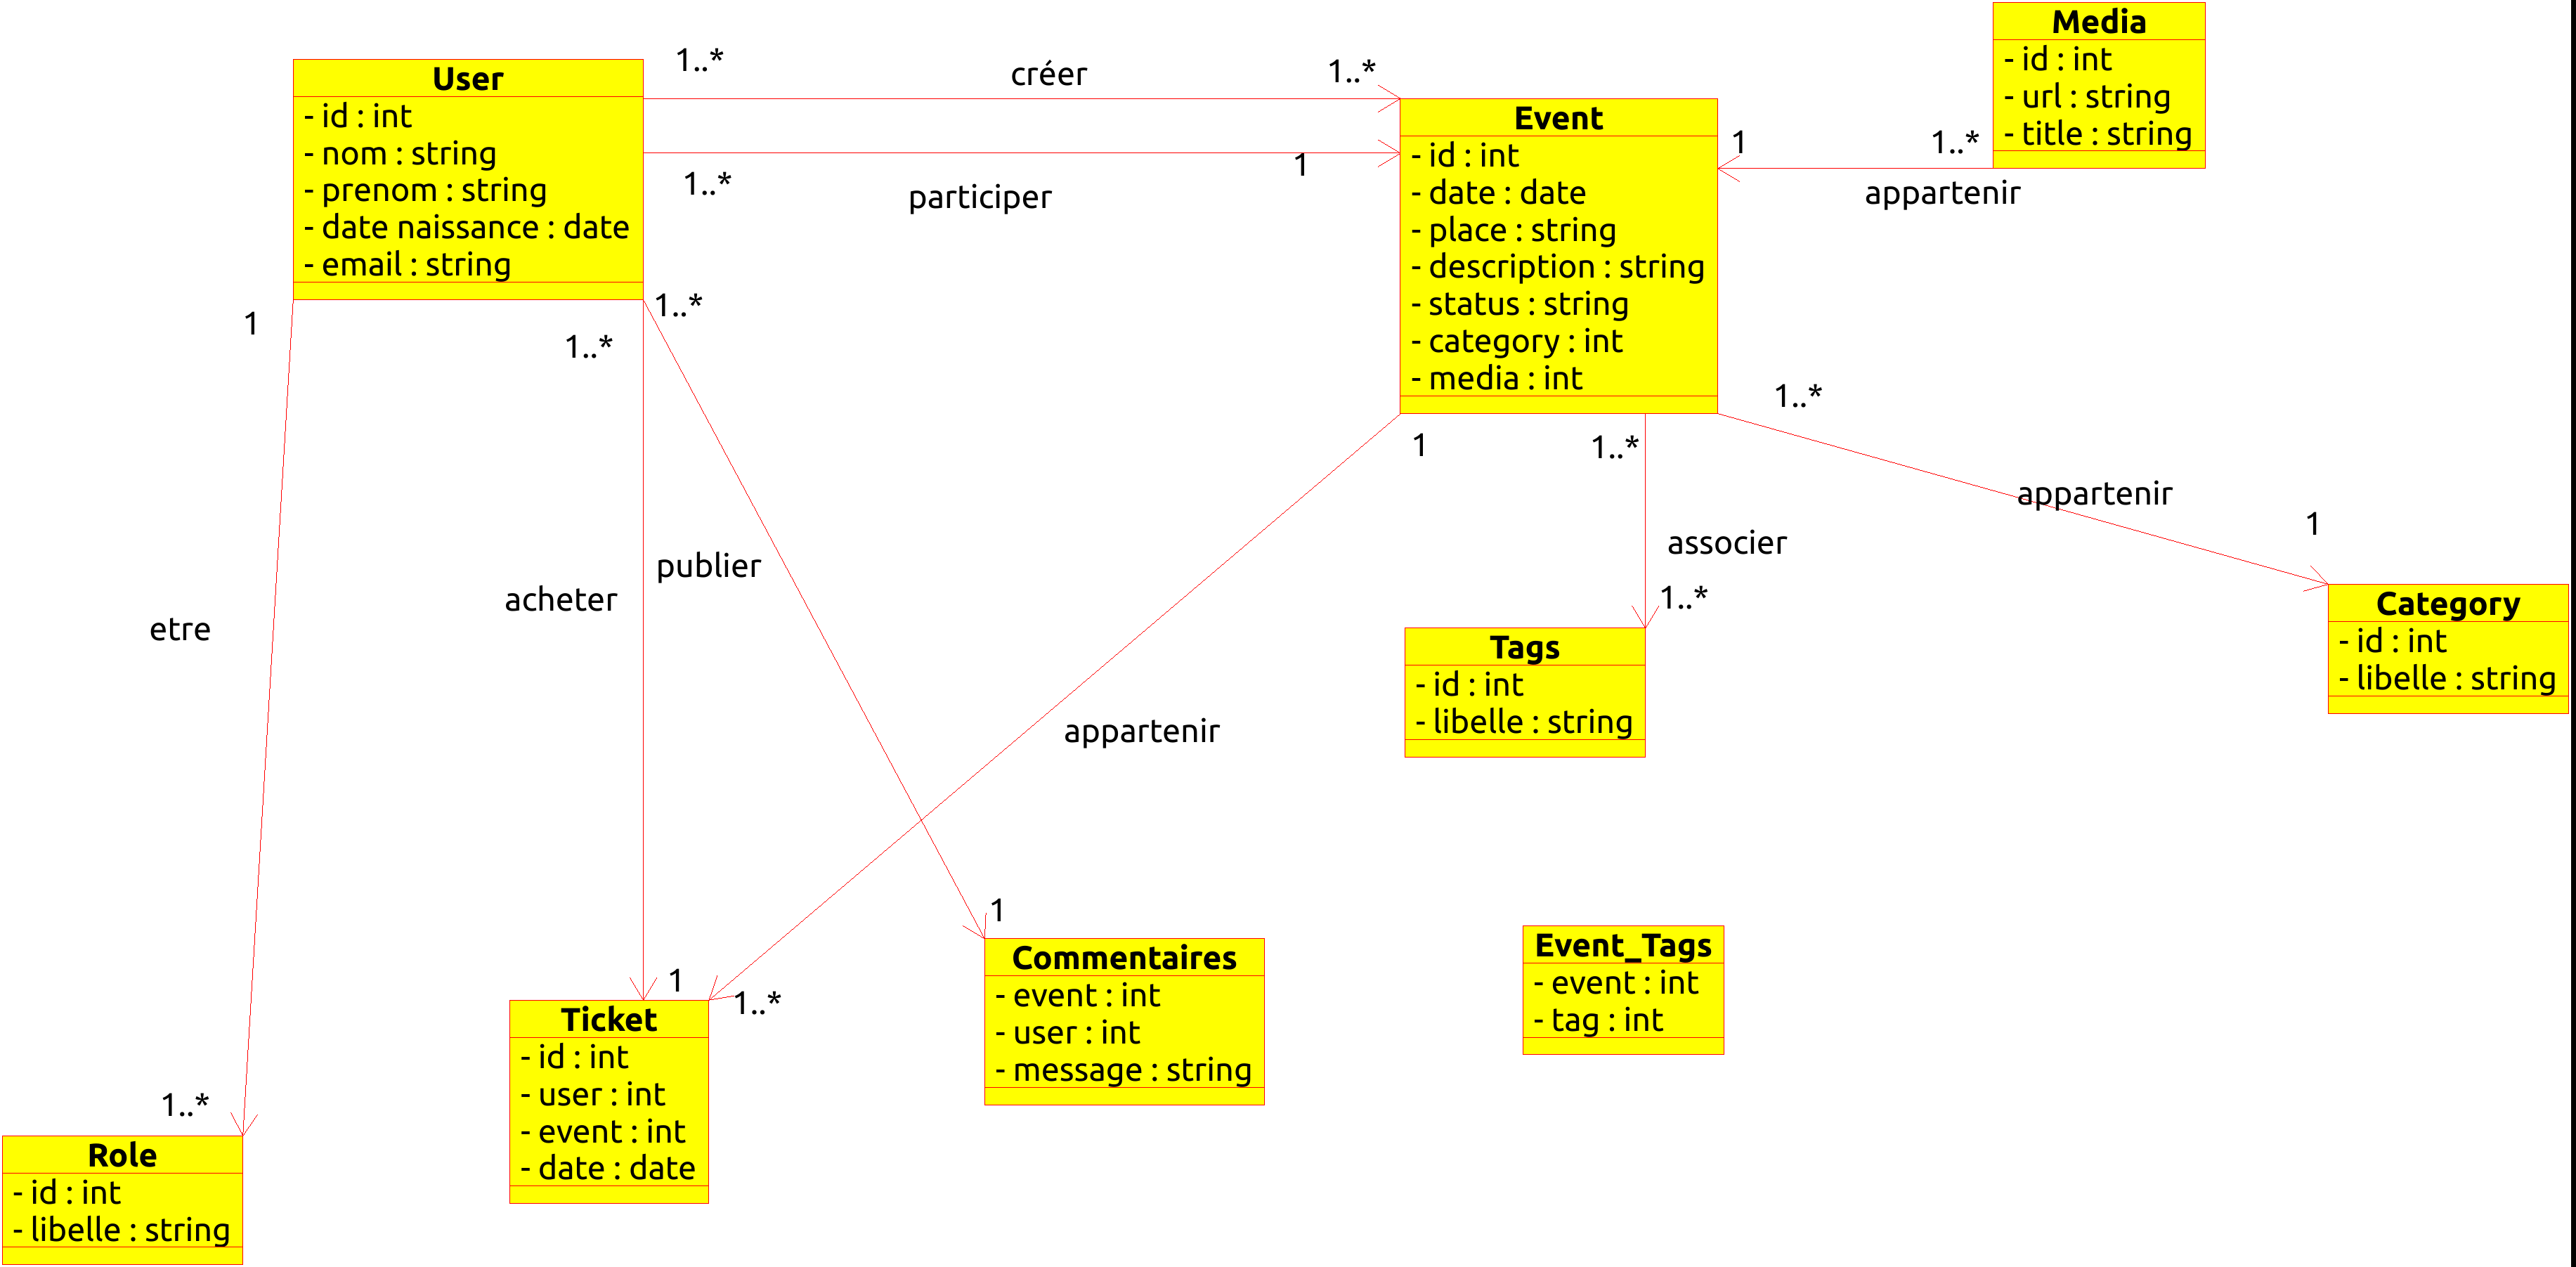 Media
- id : int
- url : string
- title : string
User
- id : int
- nom : string
- prenom : string
- date naissance : date
- email : string
1..*
créer
1..*
1..*
participer
1
Event
- id : int
- date : date
- place : string
- description : string
- status : string
- category : int
- media : int
1
1..*
appartenir
1
1..*
1..*
1
1..*
1..*
etre
acheter
publier
appartenir
associer
1..*
appartenir
1
Tags
- id : int
- libelle : string
Category
- id : int
- libelle : string
1
1..*
1
Commentaires
- event : int
- user : int
- message : string
Event_Tags
- event : int
- tag : int
Ticket
- id : int
- user : int
- event : int
- date : date
1..*
Role
- id : int
- libelle : string